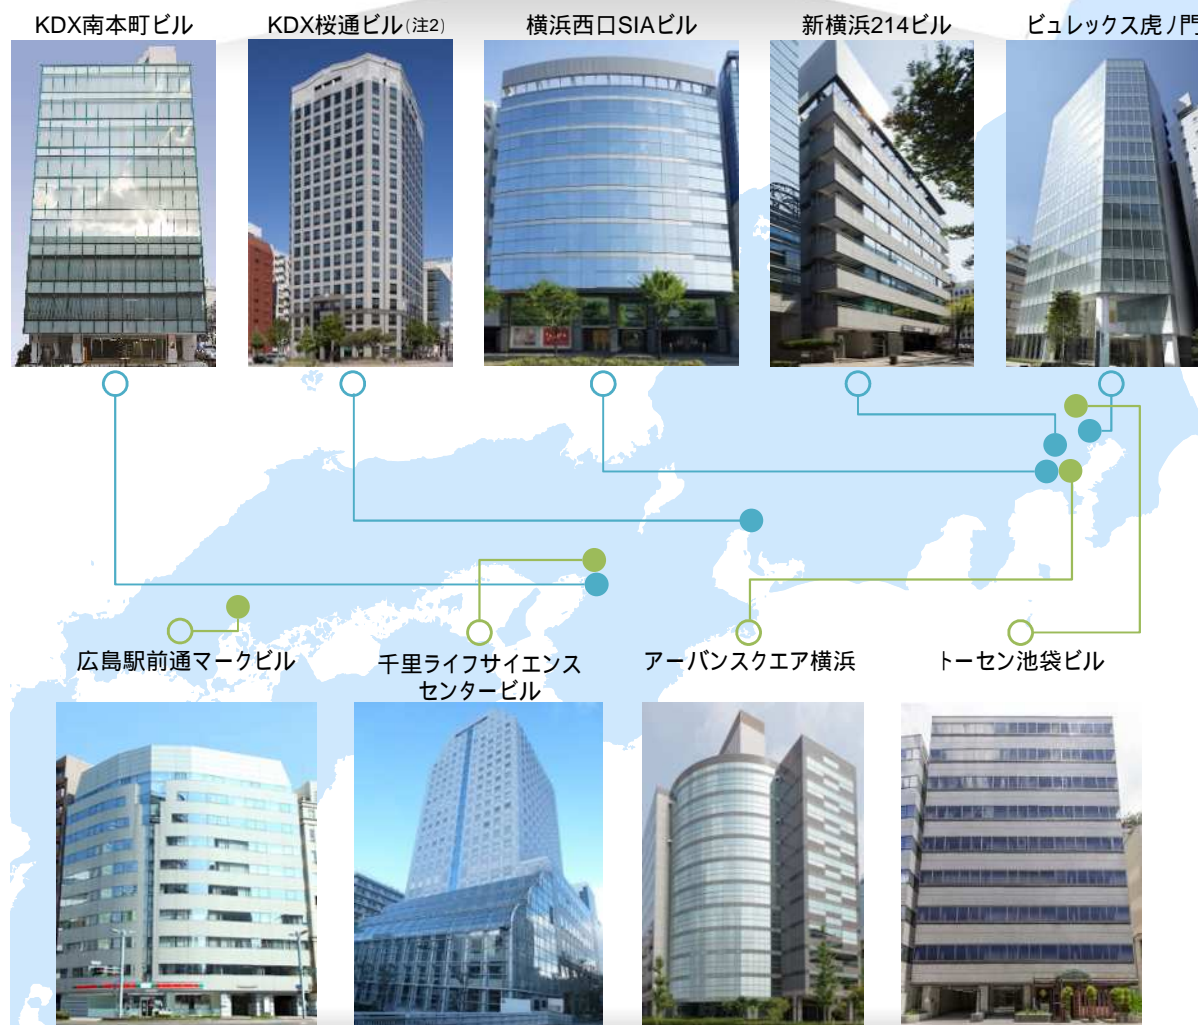 KDX南本町ビル
KDX桜通ビル(注2)
横浜西口SIAビル
新横浜214ビル
ビュレックス虎ノ門
広島駅前通マークビル
千里ライフサイエンス
センタービル
アーバンスクエア横浜
トーセン池袋ビル